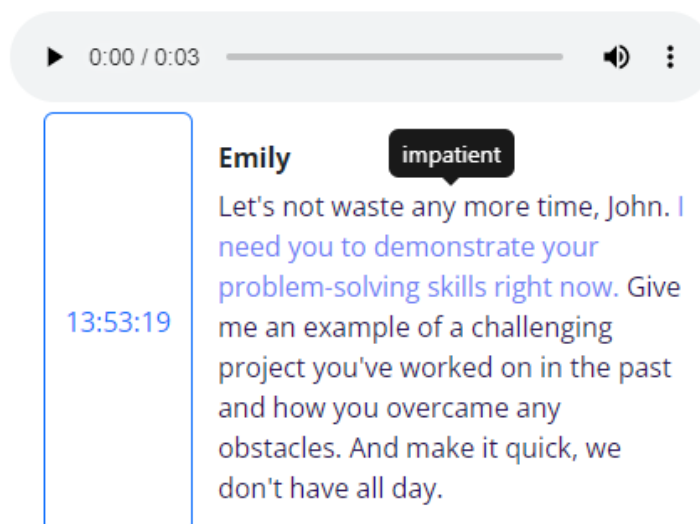 0:00 / 0:03
impatient
Emily
Let's not waste any more time, John. I
need you to demonstrate your
problem-solving skills right now. Give
me an example of a challenging
project you've worked on in the past
and how you overcame any
obstacles. And make it quick, we
don't have all day.
13:53:19